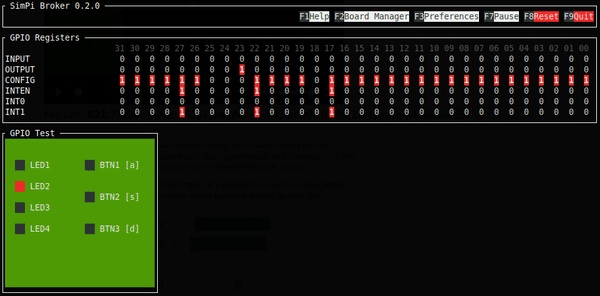 SimPi Broker 0.2.0
F1Help F2Board Manager F3Preferences F7Pause F8Reset F9Quit
GPIO Registers
31 30 29 28 27 26 25 24 23 22 21 20 19 18 17 16 15 14 13 12 11 10 09 08 07 06 05 04 03 02 01 00
INPUT 0 0 0 0 0 0 0 0 0 0 0 0 0 0 0 0 0 0 0 0 0 0 0 0 0 0 0 0 0 0 0 0
OUTPUT 0 0 0 0 0 0 0 0 1 0 0 0 0 0 0 0 0 0 0 0 0 0 0 0 0 0 0 0 0 0 0 0
CONFIG 1 1 1 1 1 1 0 0 0 1 1 1 1 0 1 1 1 1 1 1 1 1 1 1 1 1 1 1 1 1 1 1
INTEN 0 0 0 0 1 0 0 0 0 1 0 0 0 0 1 0 0 0 0 0 0 0 0 0 0 0 0 0 0 0 0 0
INT0 0 0 0 0 0 0 0 0 0 0 0 0 0 0 0 0 0 0 0 0 0 0 0 0 0 0 0 0 0 0 0 0
INT1 0 0 0 0 1 0 0 0 0 1 0 0 0 0 1 0 0 0 0 0 0 0 0 0 0 0 0 0 0 0 0 0
GPIO Test
LED1 BTN1 [a]
LED2
BTN2 [s]
LED3
LED4 BTN3 [d]